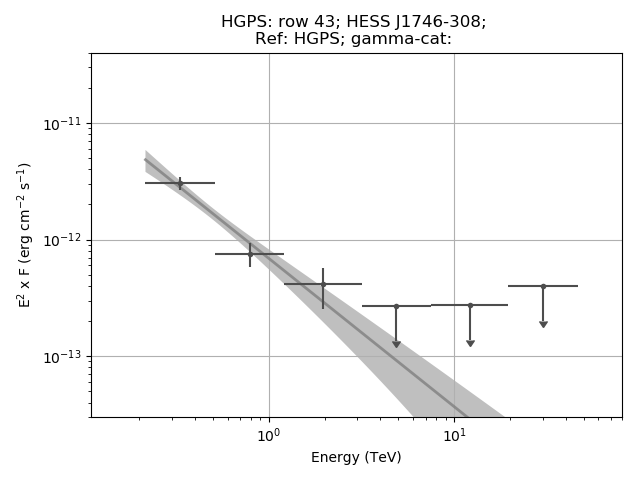 HGPS: row 43; HESS J1746-308;
Ref: HGPS; gamma-cat:
E² x F (erg cm⁻² s⁻¹)
10⁻¹¹
10⁻¹²
10⁻¹³
10⁰ 10¹
Energy (TeV)